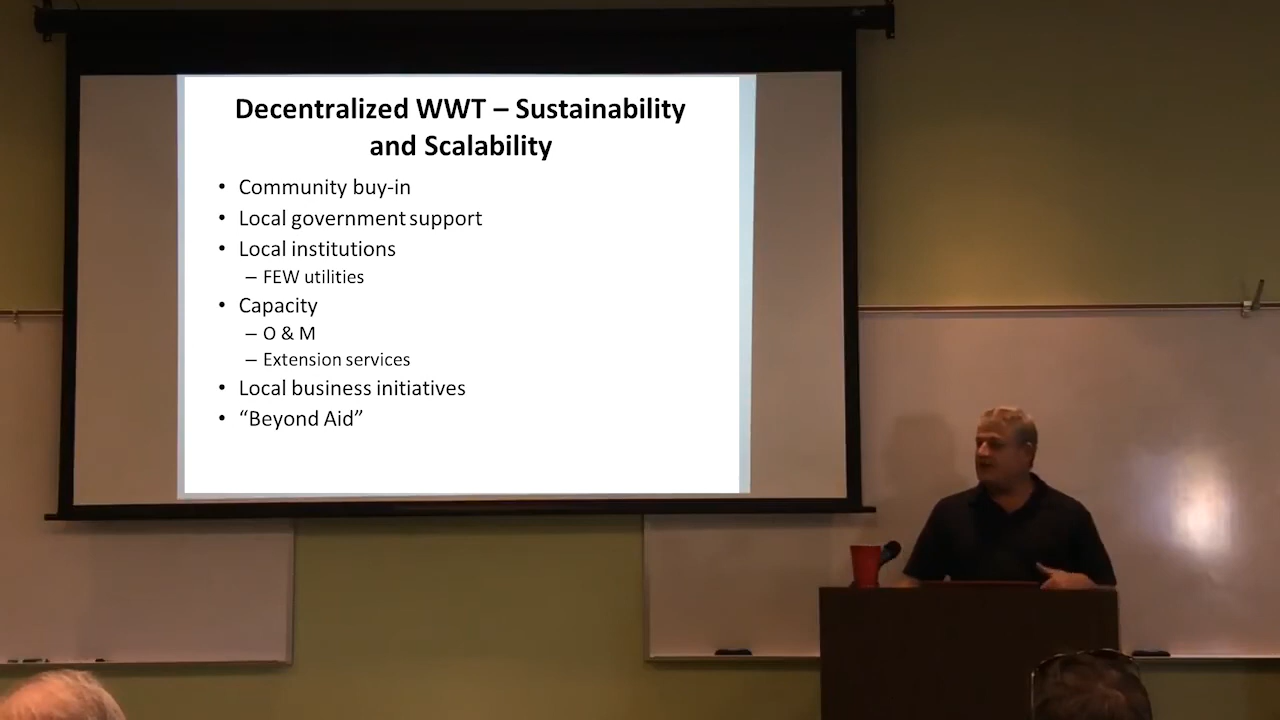 Decentralized WWT – Sustainability
and Scalability
• Community buy-in
• Local government support
• Local institutions
– FEW utilities
• Capacity
– O & M
– Extension services
• Local business initiatives
• “Beyond Aid”